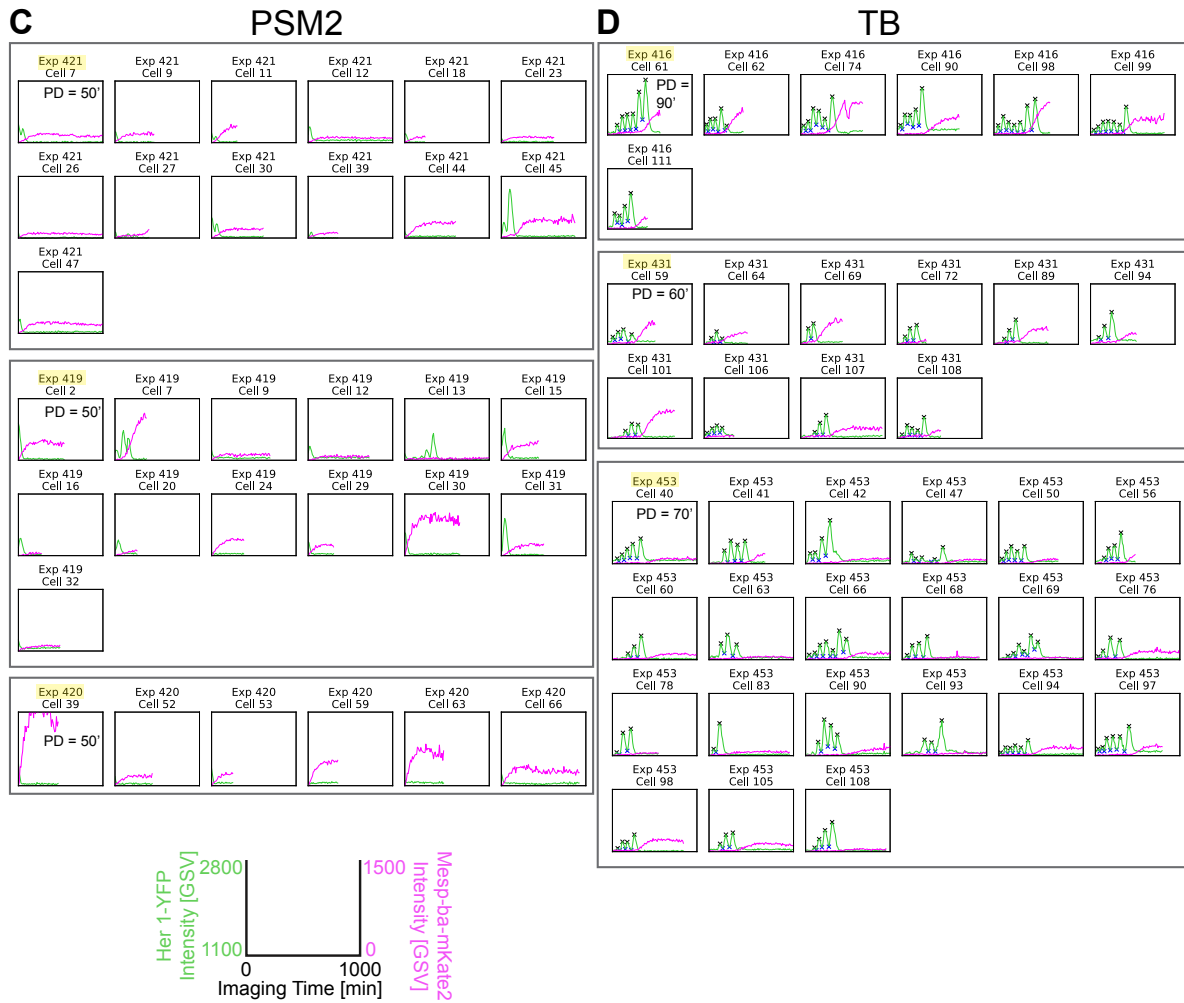 C
PSM2
Exp 421
Cell 7
PD = 50'
Exp 421
Cell 9
Exp 421
Cell 11
Exp 421
Cell 12
Exp 421
Cell 18
Exp 421
Cell 23
Exp 421
Cell 26
Exp 421
Cell 27
Exp 421
Cell 30
Exp 421
Cell 39
Exp 421
Cell 44
Exp 421
Cell 45
Exp 421
Cell 47
Exp 419
Cell 2
PD = 50'
Exp 419
Cell 7
Exp 419
Cell 9
Exp 419
Cell 12
Exp 419
Cell 13
Exp 419
Cell 15
Exp 419
Cell 16
Exp 419
Cell 20
Exp 419
Cell 24
Exp 419
Cell 29
Exp 419
Cell 30
Exp 419
Cell 31
Exp 419
Cell 32
Exp 420
Cell 39
PD = 50'
Exp 420
Cell 52
Exp 420
Cell 53
Exp 420
Cell 59
Exp 420
Cell 63
Exp 420
Cell 66
Her 1-YFP
Intensity [GSV]
2800
1100
1500
0
Mesp-ba-mKate2
Intensity [GSV]
0
1000
Imaging Time [min]
D
TB
Exp 416
Cell 61
PD =
90'
Exp 416
Cell 62
Exp 416
Cell 74
Exp 416
Cell 90
Exp 416
Cell 98
Exp 416
Cell 99
Exp 416
Cell 111
Exp 431
Cell 59
PD = 60'
Exp 431
Cell 64
Exp 431
Cell 69
Exp 431
Cell 72
Exp 431
Cell 89
Exp 431
Cell 94
Exp 431
Cell 101
Exp 431
Cell 106
Exp 431
Cell 107
Exp 431
Cell 108
Exp 453
Cell 40
PD = 70'
Exp 453
Cell 41
Exp 453
Cell 42
Exp 453
Cell 47
Exp 453
Cell 50
Exp 453
Cell 56
Exp 453
Cell 60
Exp 453
Cell 63
Exp 453
Cell 66
Exp 453
Cell 68
Exp 453
Cell 69
Exp 453
Cell 76
Exp 453
Cell 78
Exp 453
Cell 83
Exp 453
Cell 90
Exp 453
Cell 93
Exp 453
Cell 94
Exp 453
Cell 97
Exp 453
Cell 98
Exp 453
Cell 105
Exp 453
Cell 108